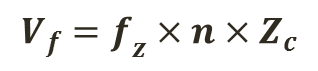 V_f = f_z × n × Z_c